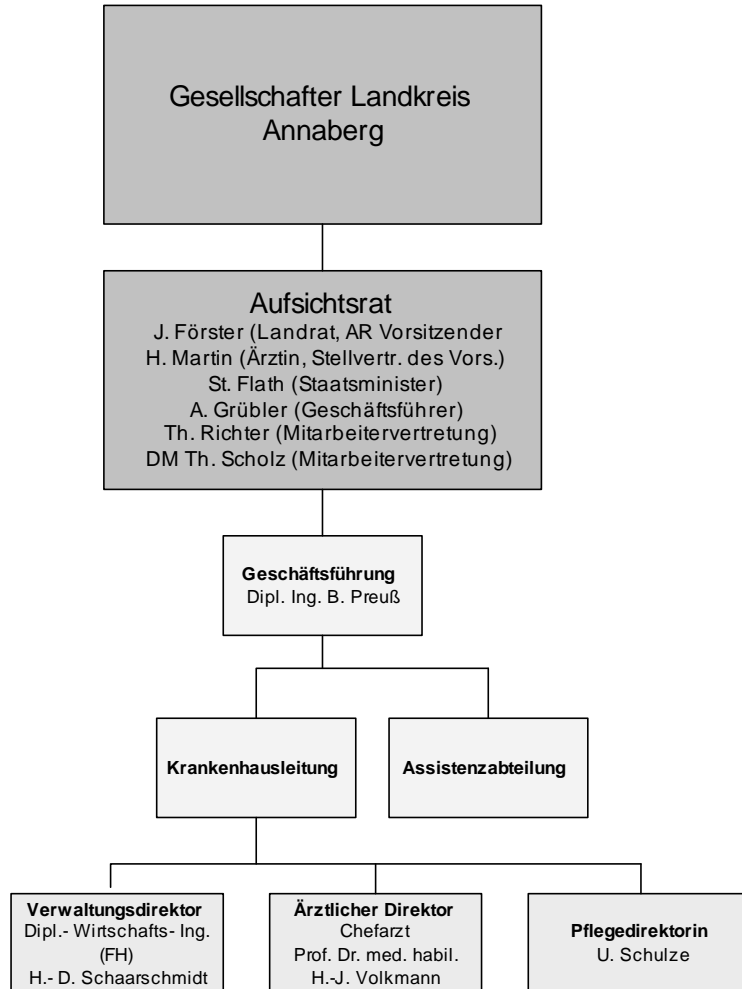 Gesellschafter Landkreis
Annaberg
Aufsichtsrat
J. Förster (Landrat, AR Vorsitzender
H. Martin (Ärztin, Stellvertr. des Vors.)
St. Flath (Staatsminister)
A. Grübler (Geschäftsführer)
Th. Richter (Mitarbeitervertretung)
DM Th. Scholz (Mitarbeitervertretung)
Geschäftsführung
Dipl. Ing. B. Preuß
Krankenhausleitung
Assistenzabteilung
Verwaltungsdirektor
Dipl.- Wirtschafts- Ing.
(FH)
H.- D. Schaarschmidt
Ärztlicher Direktor
Chefarzt
Prof. Dr. med. habil.
H.-J. Volkmann
Pflegedirektorin
U. Schulze